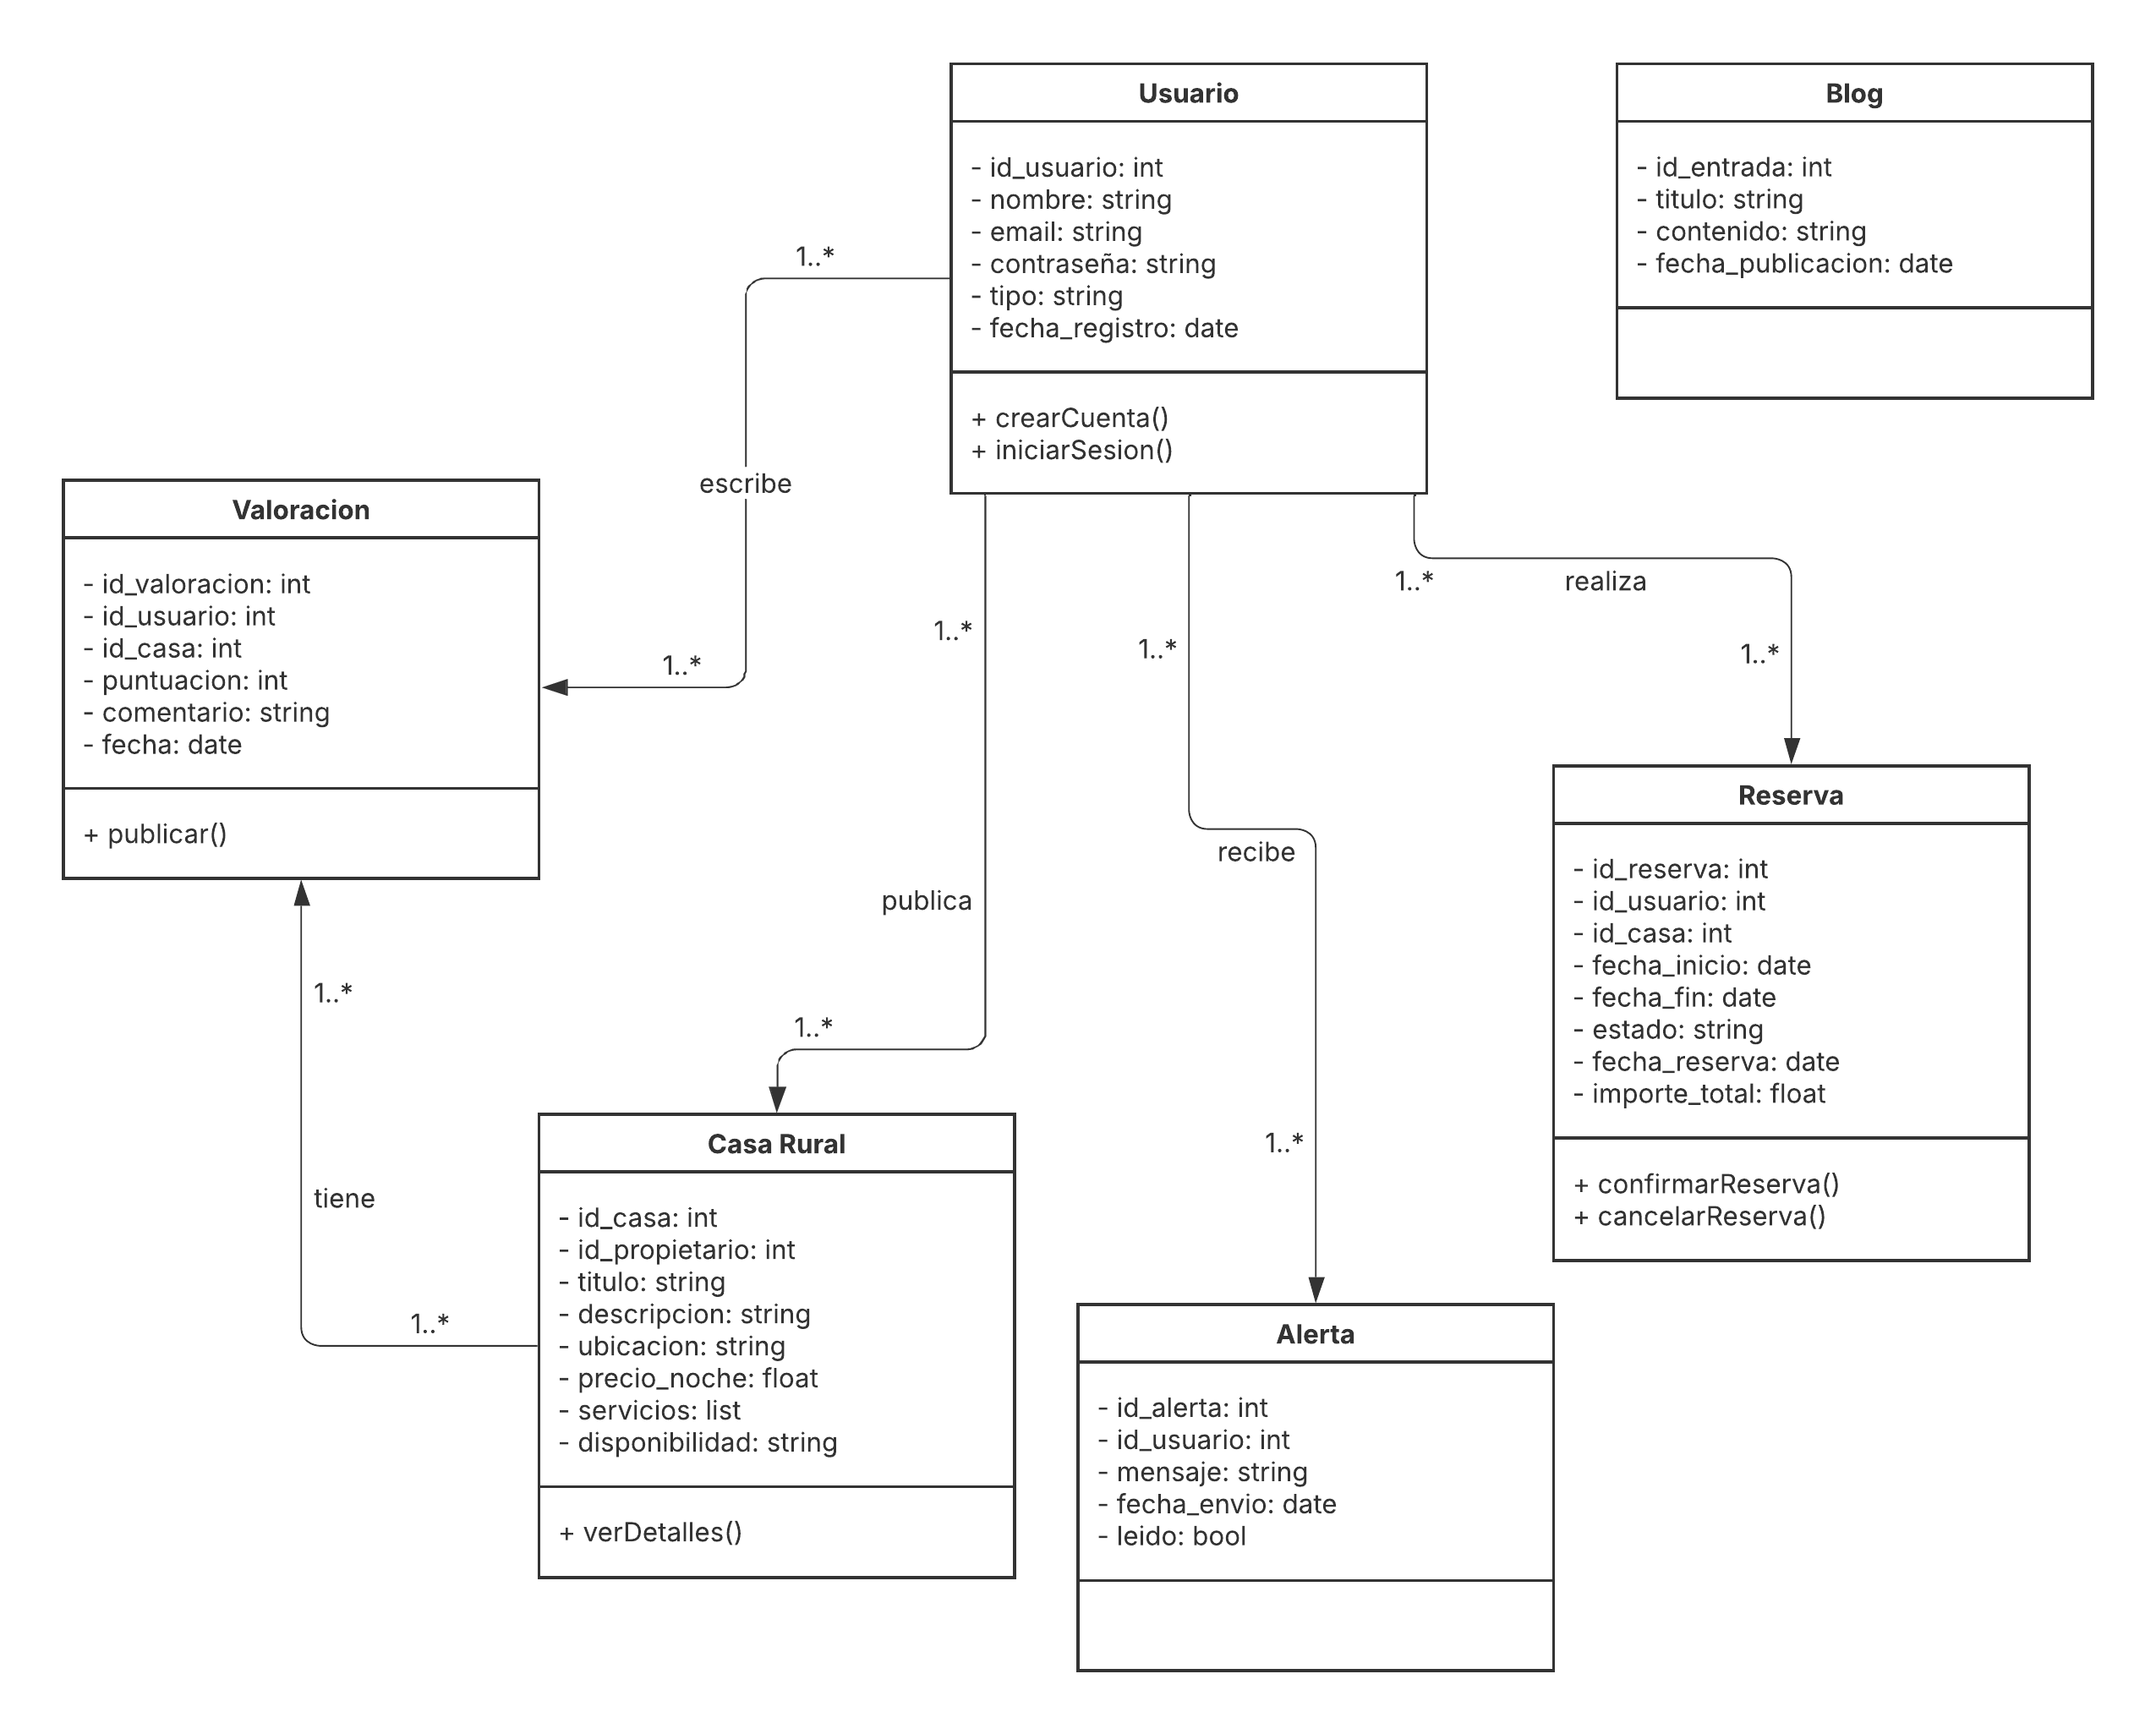 Usuario
- id_usuario: int
- nombre: string
- email: string
- contraseña: string
- tipo: string
- fecha_registro: date
+ crearCuenta()
+ iniciarSesion()
Blog
- id_entrada: int
- titulo: string
- contenido: string
- fecha_publicacion: date
1..*
escribe
1..*
Valoracion
- id_valoracion: int
- id_usuario: int
- id_casa: int
- puntuacion: int
- comentario: string
- fecha: date
+ publicar()
1..*
publica
1..*
1..*
recibe
1..*
1..*
realiza
1..*
Reserva
- id_reserva: int
- id_usuario: int
- id_casa: int
- fecha_inicio: date
- fecha_fin: date
- estado: string
- fecha_reserva: date
- importe_total: float
+ confirmarReserva()
+ cancelarReserva()
1..*
tiene
1..*
Casa Rural
- id_casa: int
- id_propietario: int
- titulo: string
- descripcion: string
- ubicacion: string
- precio_noche: float
- servicios: list
- disponibilidad: string
+ verDetalles()
Alerta
- id_alerta: int
- id_usuario: int
- mensaje: string
- fecha_envio: date
- leido: bool